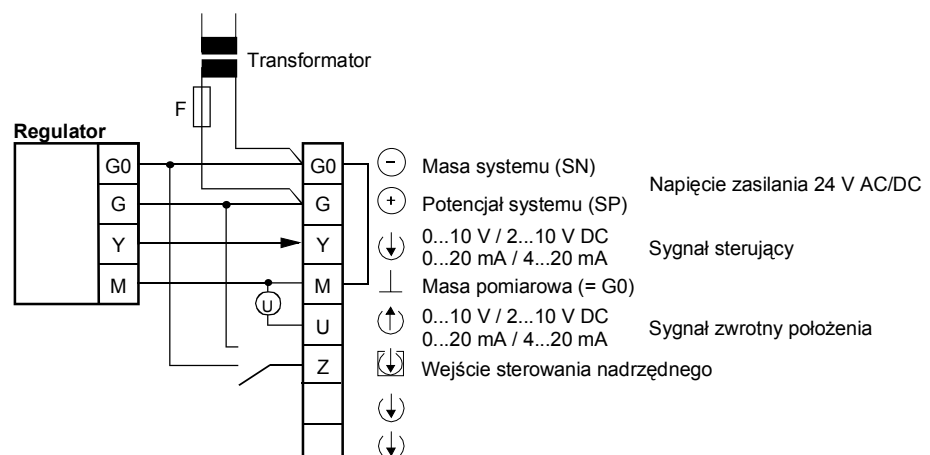 Transformator
F
Regulator
G0 G0 Masa systemu (SN)
Napięcie zasilania 24 V AC/DC
G G Potencjał systemu (SP)
Y Y 0...10 V / 2...10 V DC
0...20 mA / 4...20 mA
Sygnał sterujący
M M Masa pomiarowa (= G0)
U U 0...10 V / 2...10 V DC
0...20 mA / 4...20 mA
Sygnał zwrotny położenia
Z Wejście sterowania nadrzędnego